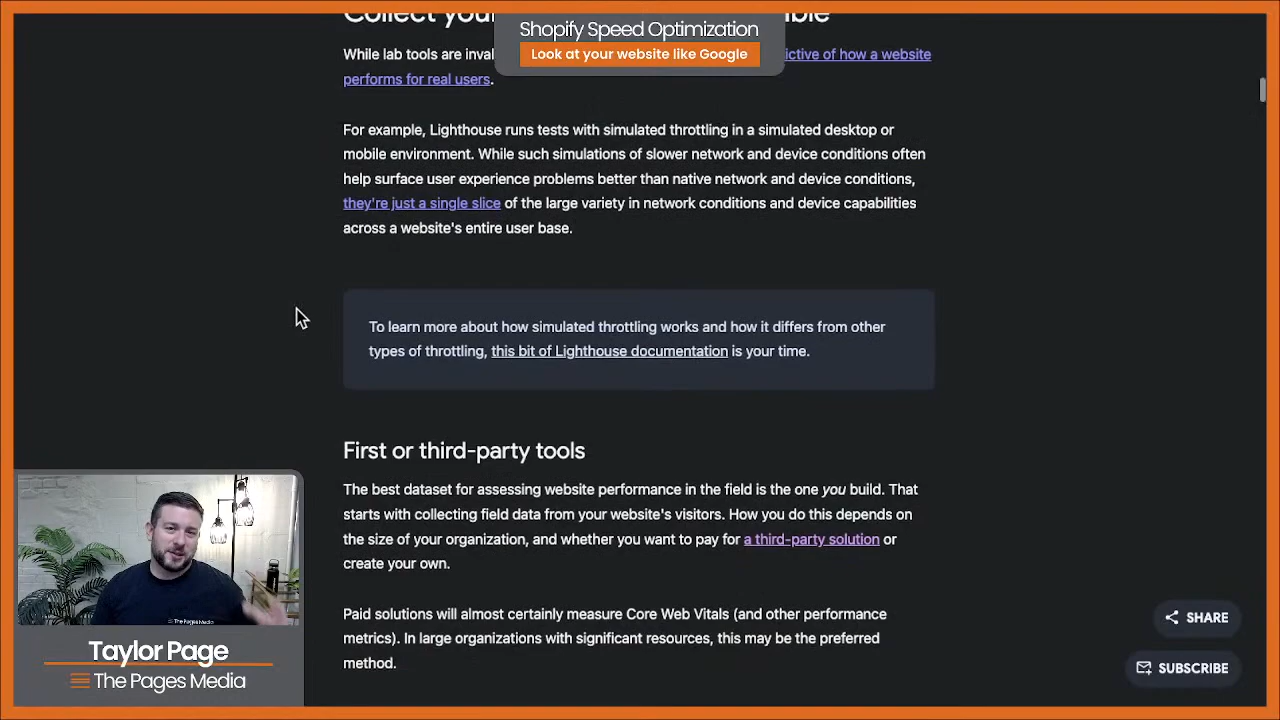 Shopify Speed Optimization
Look at your website like Google
Collect your
While lab tools are
ictive of how a website
performs for real users.
For example, Lighthouse runs tests with simulated throttling in a simulated desktop or
mobile environment. While such simulations of slower network and device conditions often
help surface user experience problems better than native network and device conditions,
they're just a single slice of the large variety in network conditions and device capabilities
across a website's entire user base.
To learn more about how simulated throttling works and how it differs from other
types of throttling, this bit of Lighthouse documentation is your time.
First or third-party tools
The best dataset for assessing website performance in the field is the one you build. That
starts with collecting field data from your website's visitors. How you do this depends on
the size of your organization, and whether you want to pay for a third-party solution or
create your own.
Paid solutions will almost certainly measure Core Web Vitals (and other performance
metrics). In large organizations with significant resources, this may be the preferred
method.
The Pages Media
Taylor Page
The Pages Media
SHARE
SUBSCRIBE